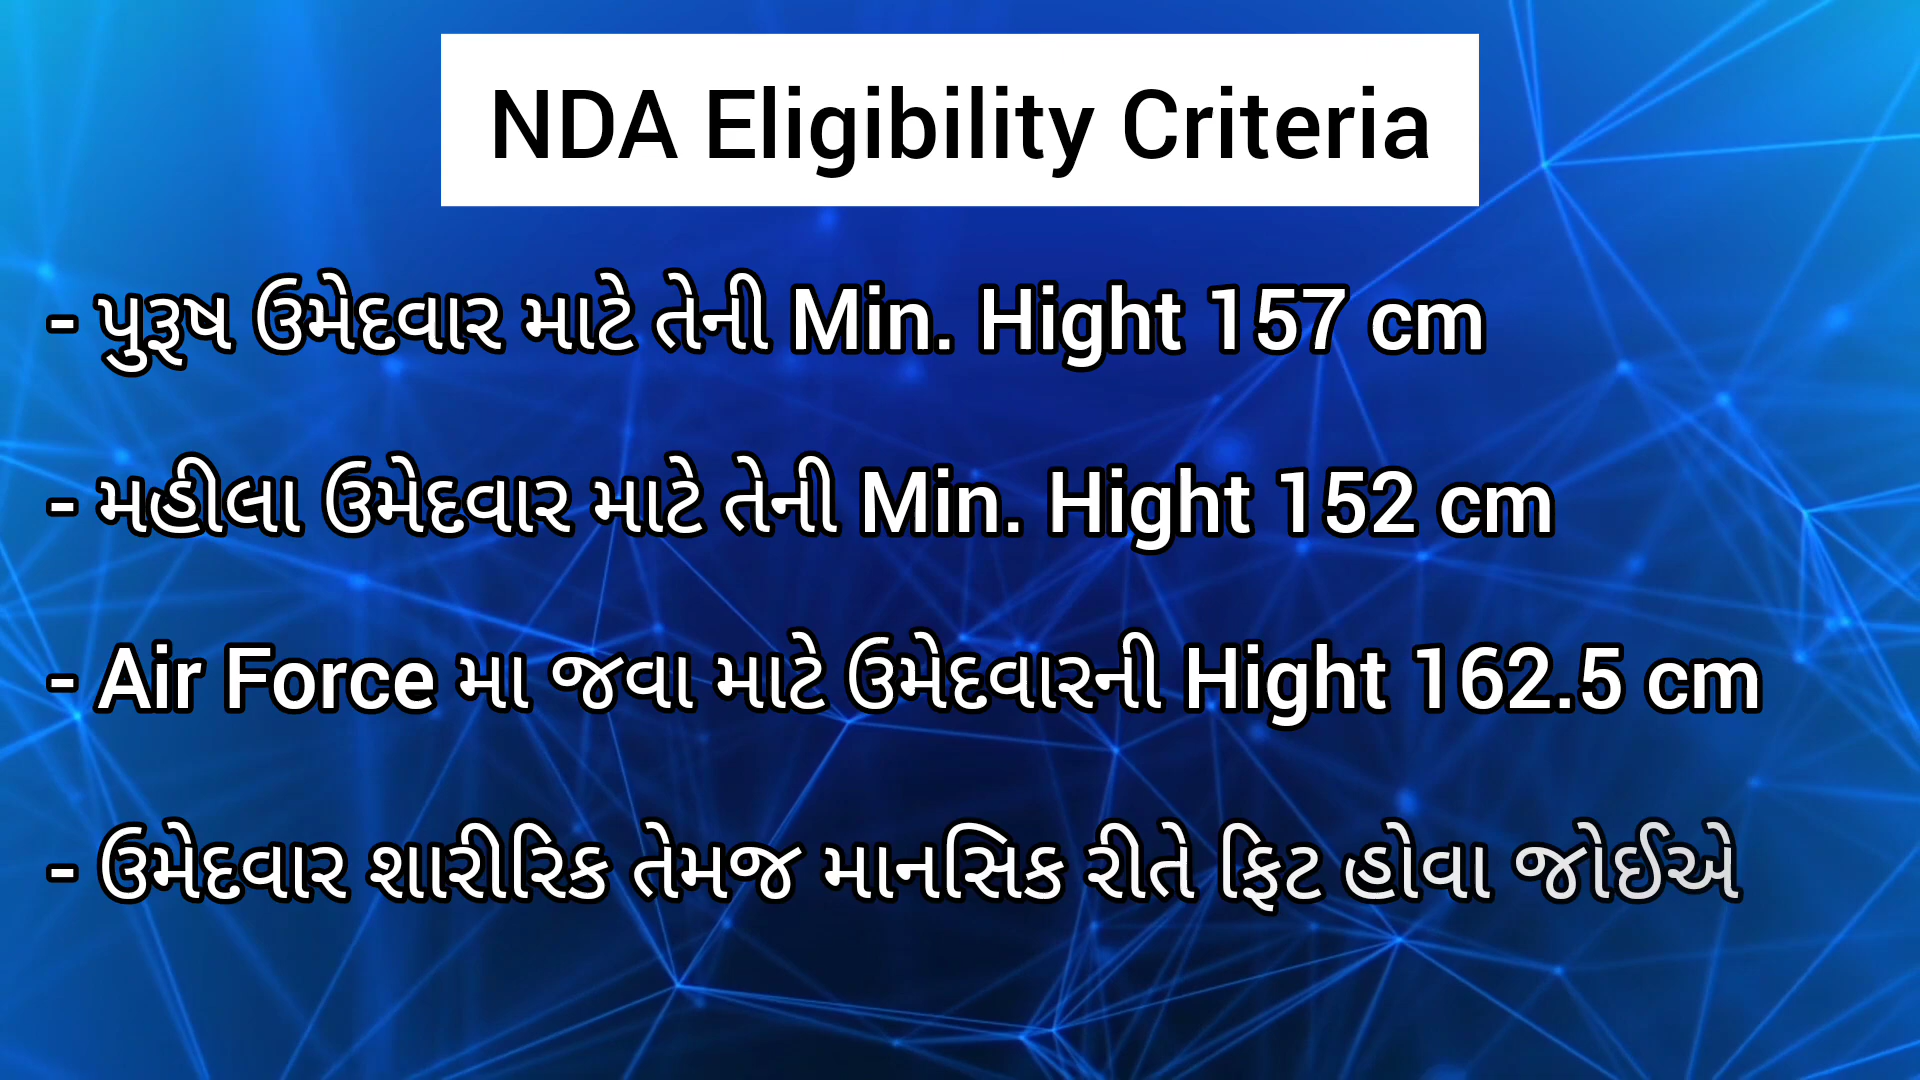 NDA Eligibility Criteria
- પુરૂષ ઉમેદવાર માટે તેની Min. Hight 157 cm
- મહીલા ઉમેદવાર માટે તેની Min. Hight 152 cm
- Air Force મા જવા માટે ઉમેદવારની Hight 162.5 cm
- ઉમેદવાર શારીરિક તેમજ માનસિક રીતે ફિટ હોવા જોઈએ